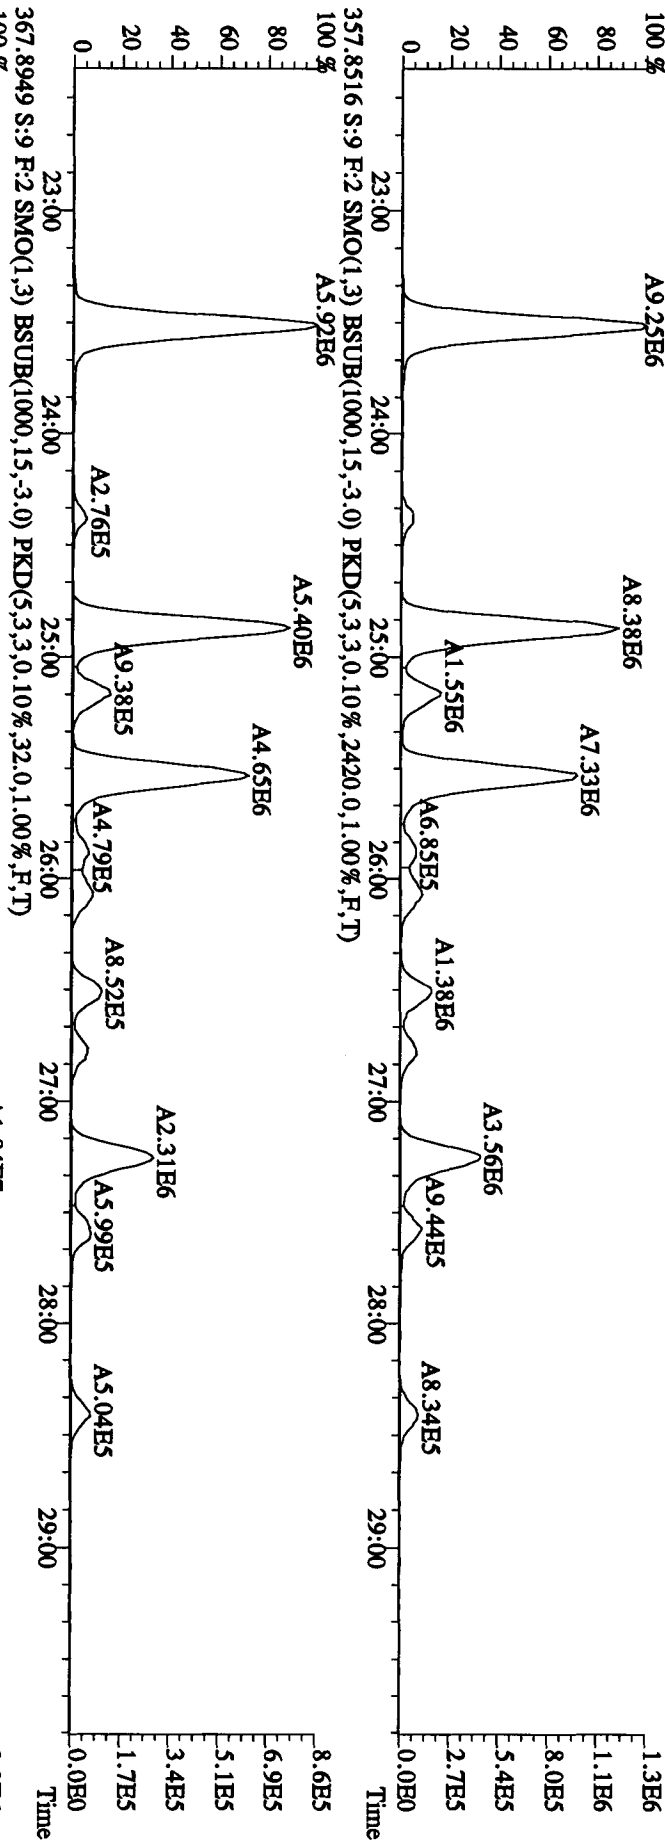 100 %
80
60
40
20
0
A9.25E6
A8.38E6
A1.55E6
A7.33E6
A6.85E5
A1.38E6
A3.56E6
A9.44E5
A8.34E5
1.3E6
1.1E6
8.0E5
5.4E5
2.7E5
0.0E0
23:00 24:00 25:00 26:00 27:00 28:00 29:00 Time
357.8516 S:9 F:2 SMO(1,3) BSUB(1000,15,-3.0) PKD(5,3,3,0.10%,2420.0,1.00%,F,T)
100 %
80
60
40
20
0
A5.92E6
A2.76E5
A5.40E6
A9.38E5
A4.65E6
A4.79E5
A8.52E5
A2.31E6
A5.99E5
A5.04E5
8.6E5
6.9E5
5.1E5
3.4E5
1.7E5
0.0E0
23:00 24:00 25:00 26:00 27:00 28:00 29:00 Time
367.8949 S:9 F:2 SMO(1,3) BSUB(1000,15,-3.0) PKD(5,3,3,0.10%,32.0,1.00%,F,T)
100 %